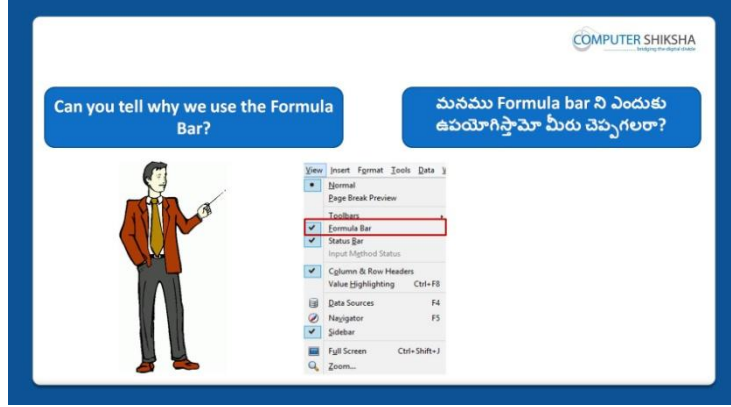 COMPUTER SHIKSHA
bridging the digital divide
Can you tell why we use the Formula
Bar?
మనము Formula bar ని ఎందుకు
ఉపయోగిస్తామో మీరు చెప్పగలరా?
View Insert Format Tools Data
Normal
Page Break Preview
Toolbars
Formula Bar
Status Bar
Input Method Status
Column & Row Headers
Value Highlighting Ctrl+F8
Data Sources F4
Navigator F5
Sidebar
Full Screen Ctrl+Shift+J
Zoom...